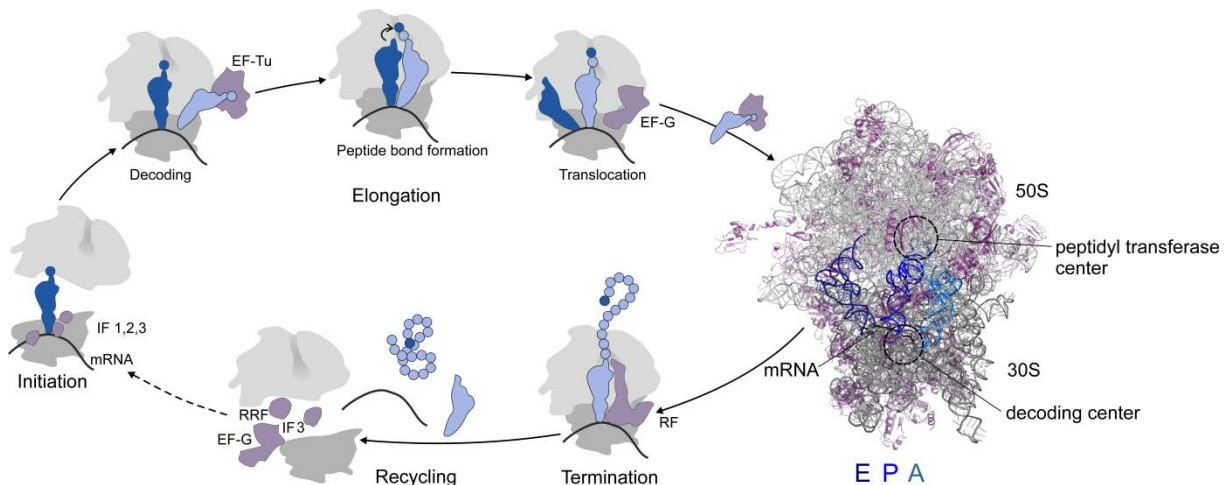 EF-Tu
Decoding
Peptide bond formation
Elongation
EF-G
Translocation
50S
peptidyl transferase
center
mRNA
30S
decoding center
E P A
IF 1,2,3
mRNA
Initiation
RRF
IF3
EF-G
Recycling
RF
Termination